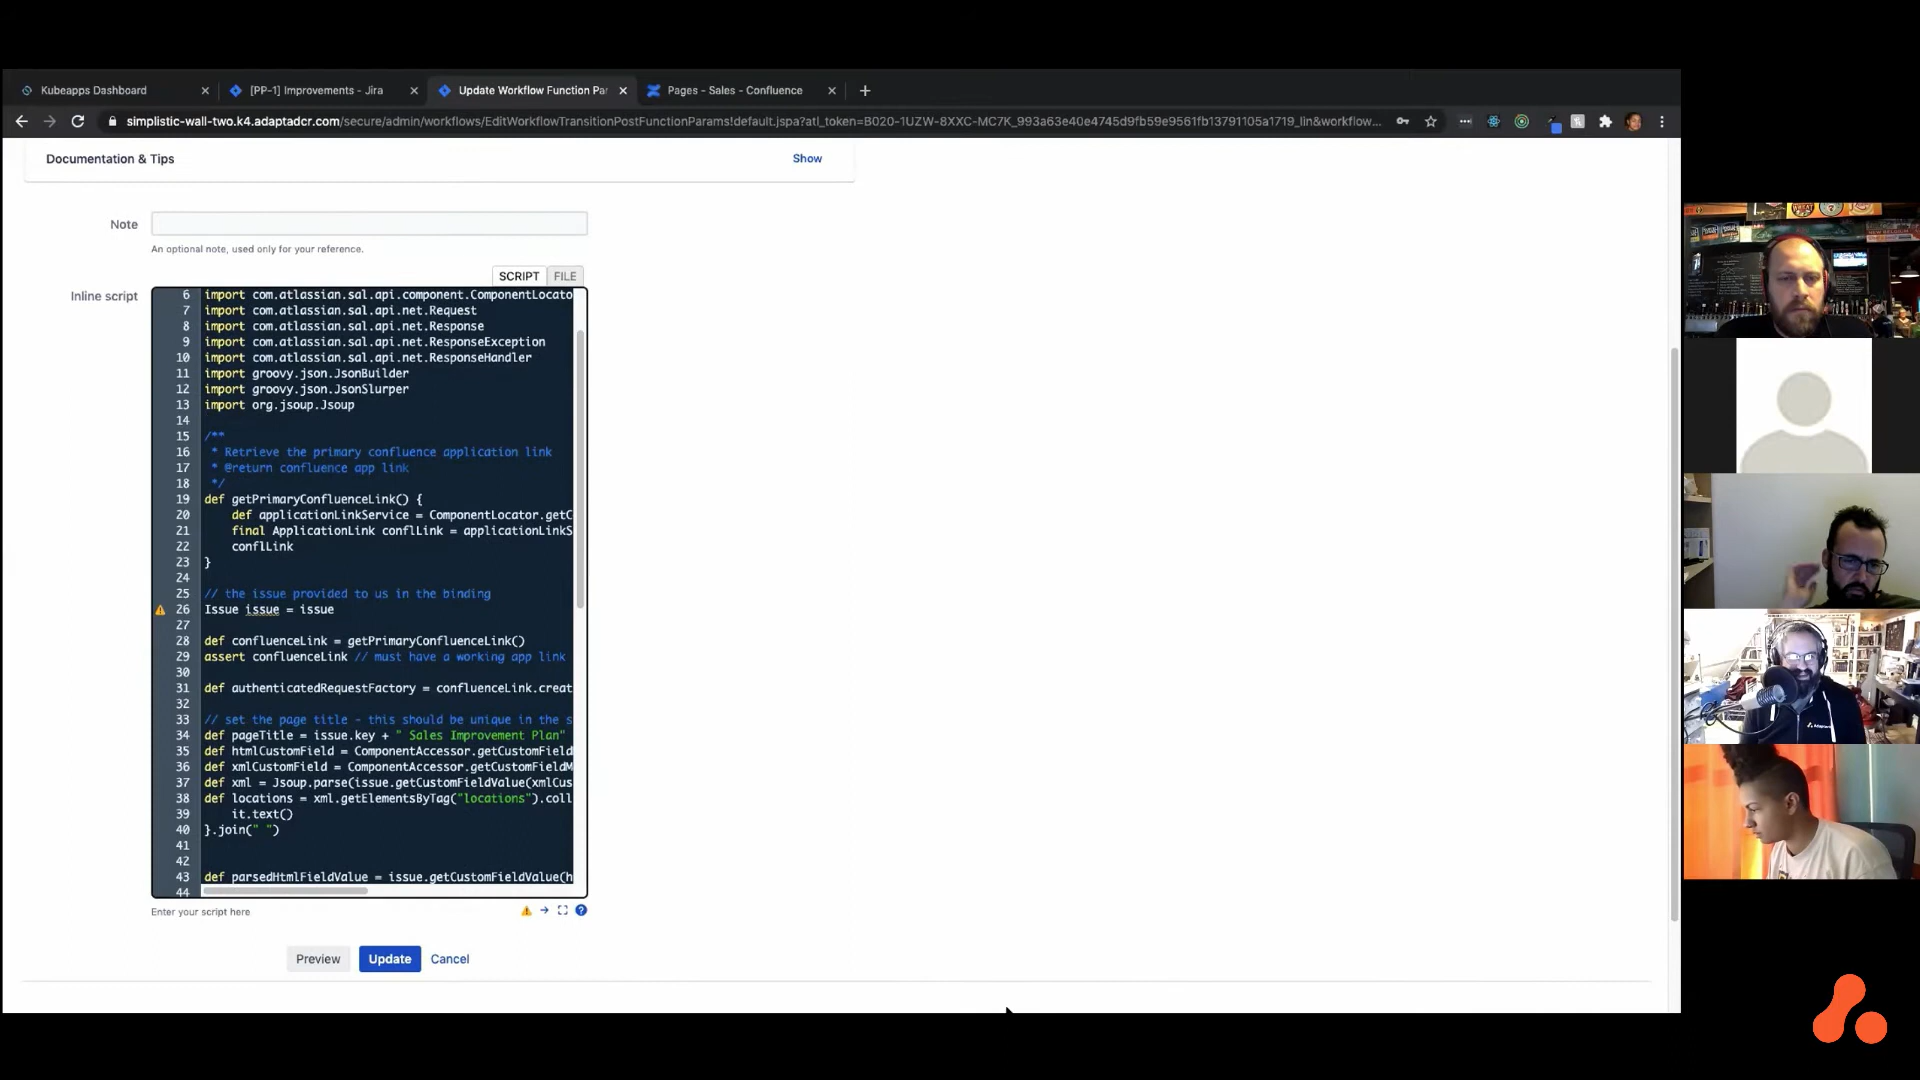 Kubeapps Dashboard
[PP-1] Improvements - Jira
Update Workflow Function Par
Pages - Sales - Confluence
simplistic-wall-two.k4.adaptadcr.com/secure/admin/workflows/EditWorkflowTransitionPostFunctionParams!default.jspa?atl_token=B020-1UZW-8XXC-MC7K_993a63e40e4745d9fb59e9561fb13791105a1719_lin&workflow...
Documentation & Tips
Show
Note
An optional note, used only for your reference.
SCRIPT FILE
Inline script
6 import com.atlassian.sal.api.component.ComponentLocato
7 import com.atlassian.sal.api.net.Request
8 import com.atlassian.sal.api.net.Response
9 import com.atlassian.sal.api.net.ResponseException
10 import com.atlassian.sal.api.net.ResponseHandler
11 import groovy.json.JsonBuilder
12 import groovy.json.JsonSlurper
13 import org.jsoup.Jsoup
14
15 /**
16 * Retrieve the primary confluence application link
17 * @return confluence app link
18 */
19 def getPrimaryConfluenceLink() {
20 def applicationLinkService = ComponentLocator.getC
21 final ApplicationLink conflLink = applicationLinkS
22 conflLink
23 }
24
25 // the issue provided to us in the binding
26 Issue issue = issue
27
28 def confluenceLink = getPrimaryConfluenceLink()
29 assert confluenceLink // must have a working app link
30
31 def authenticatedRequestFactory = confluenceLink.creat
32
33 // set the page title - this should be unique in the s
34 def pageTitle = issue.key + " Sales Improvement Plan"
35 def htmlCustomField = ComponentAccessor.getCustomField
36 def xmlCustomField = ComponentAccessor.getCustomFieldM
37 def xml = Jsoup.parse(issue.getCustomFieldValue(xmlCus
38 def locations = xml.getElementsByTag("locations").coll
39 it.text()
40 }.join(" ")
41
42
43 def parsedHtmlFieldValue = issue.getCustomFieldValue(h
44
Enter your script here
Preview Update Cancel